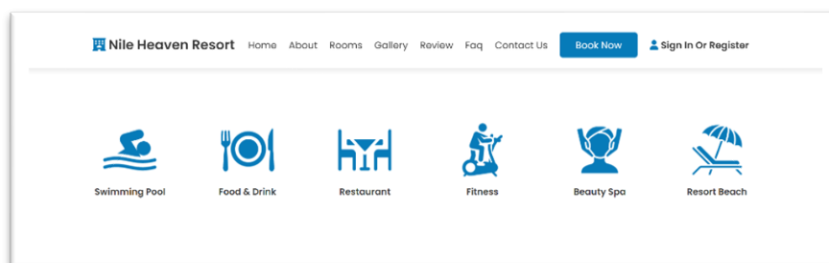 Nile Heaven Resort Home About Rooms Gallery Review Faq Contact Us Book Now Sign In Or Register
Swimming Pool Food & Drink Restaurant Fitness Beauty Spa Resort Beach